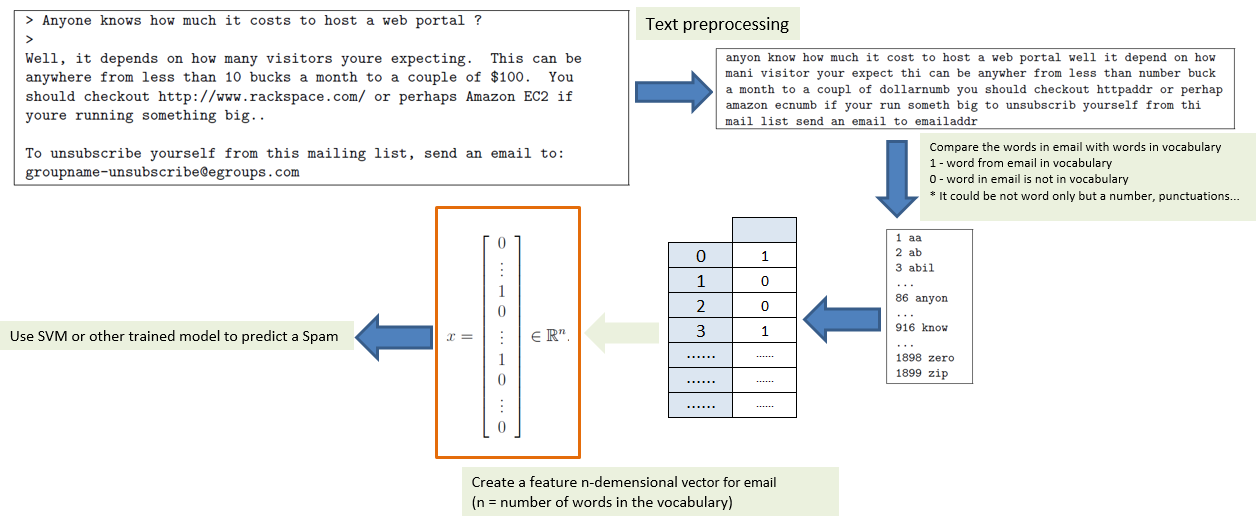 > Anyone knows how much it costs to host a web portal ?
>
Well, it depends on how many visitors youre expecting. This can be
anywhere from less than 10 bucks a month to a couple of $100. You
should checkout http://www.rackspace.com/ or perhaps Amazon EC2 if
youre running something big..
To unsubscribe yourself from this mailing list, send an email to:
groupname-unsubscribe@egroups.com
Text preprocessing
anyon know how much it cost to host a web portal well it depend on how
mani visitor your expect thi can be anywher from less than number buck
a month to a coupl of dollarnumb you should checkout httpaddr or perhap
amazon ecnumb if your run someth big to unsubscrib yourself from thi
mail list send an email to emailaddr
Compare the words in email with words in vocabulary
1 - word from email in vocabulary
0 - word in email is not in vocabulary
* It could be not word only but a number, punctuations...
1 aa
2 ab
3 abil
...
86 anyon
...
916 know
...
1898 zero
1899 zip
0 1
1 0
2 0
3 1
...... ......
...... ......
...... ......
0
⋮
1
0
x = ⋮ ∈ ℝⁿ.
1
0
⋮
0
Use SVM or other trained model to predict a Spam
Create a feature n-demensional vector for email
(n = number of words in the vocabulary)